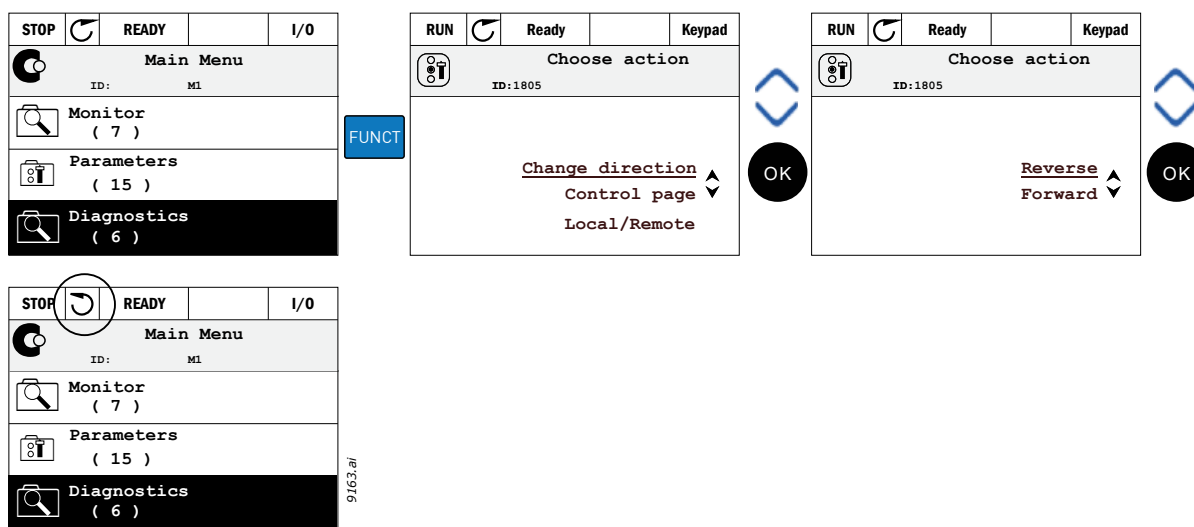 STOP READY I/O
Main Menu
ID: M1
Monitor
( 7 )
Parameters
( 15 )
Diagnostics
( 6 )
FUNCT
RUN Ready Keypad
Choose action
ID:1805
Change direction
Control page
Local/Remote
OK
RUN Ready Keypad
Choose action
ID:1805
Reverse
Forward
OK
STOP READY I/O
Main Menu
ID: M1
Monitor
( 7 )
Parameters
( 15 )
Diagnostics
( 6 )
9163.ai